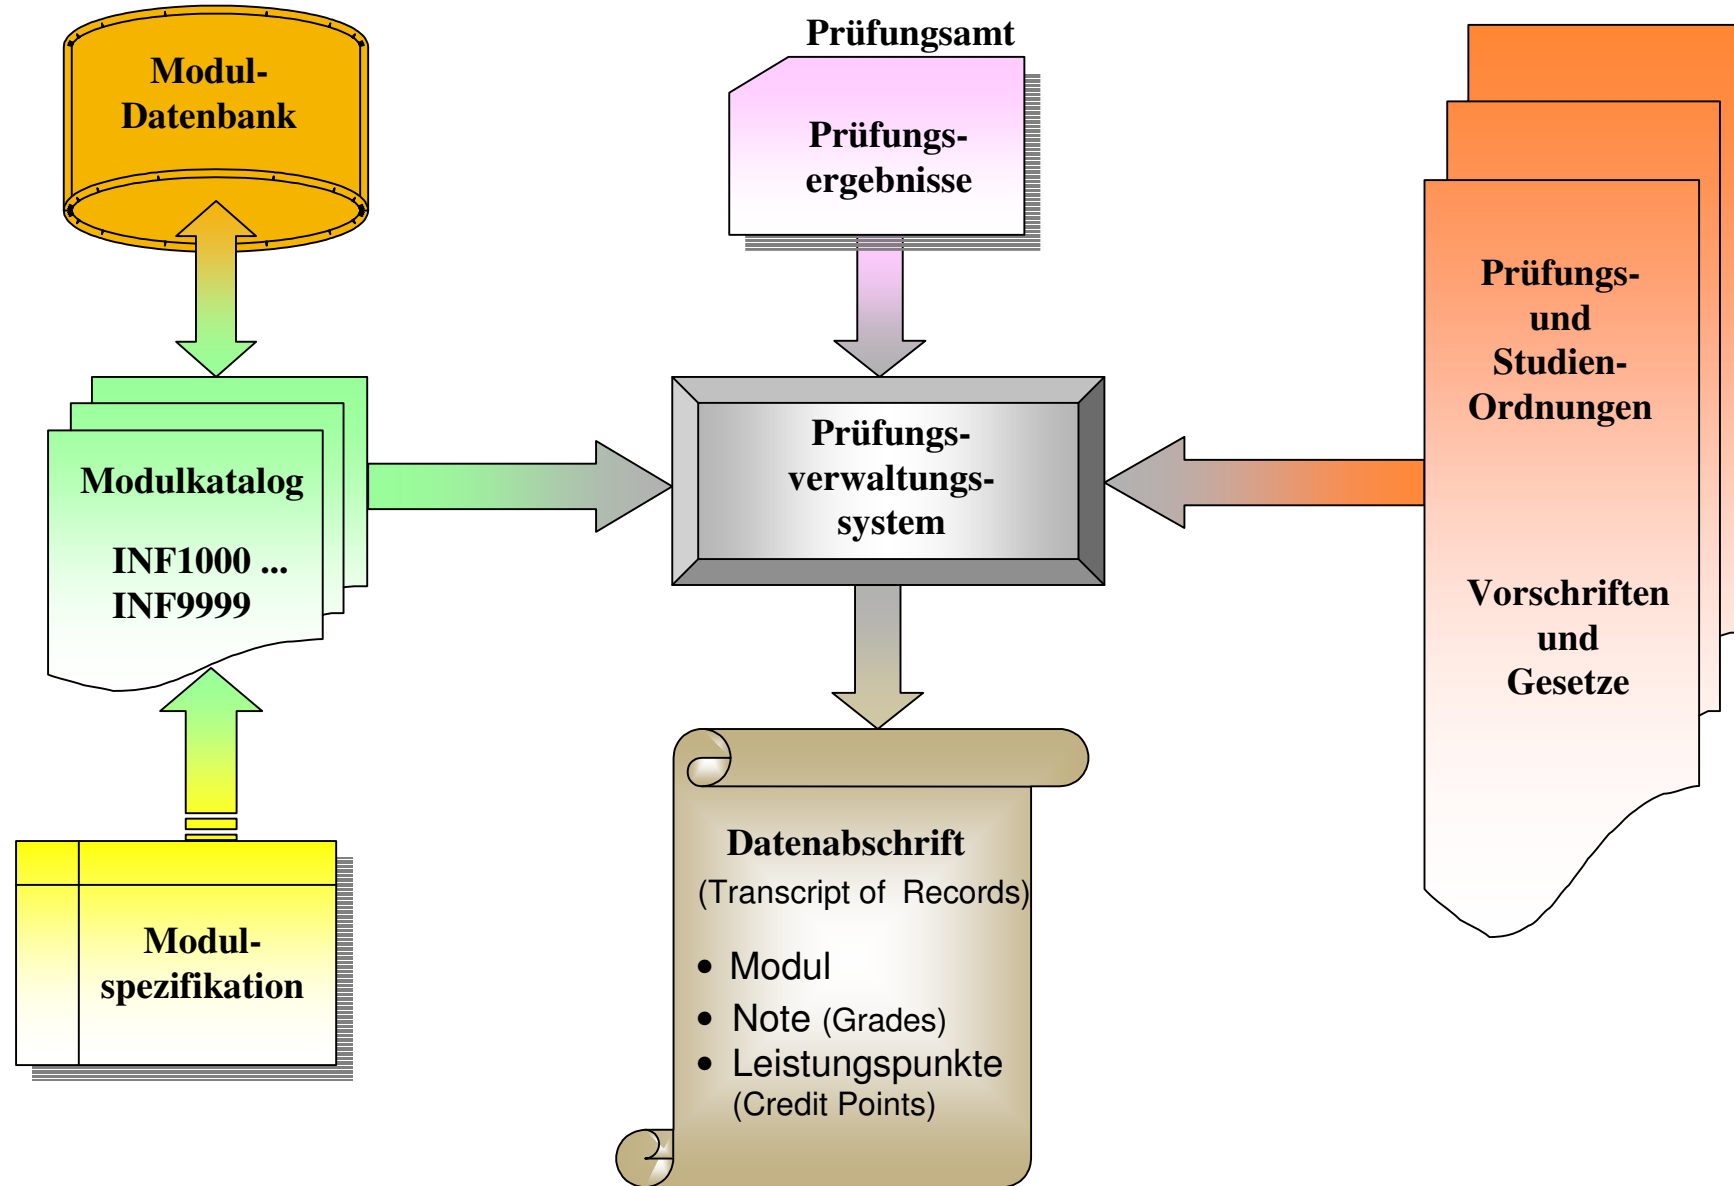 Modul-
Datenbank
Prüfungsamt
Prüfungs-
ergebnisse
Prüfungs-
und
Studien-
Ordnungen
Vorschriften
und
Gesetze
Modulkatalog
INF1000 ...
INF9999
Prüfungs-
verwaltungs-
system
Modul-
spezifikation
Datenabschrift
(Transcript of Records)
• Modul
• Note (Grades)
• Leistungspunkte
(Credit Points)